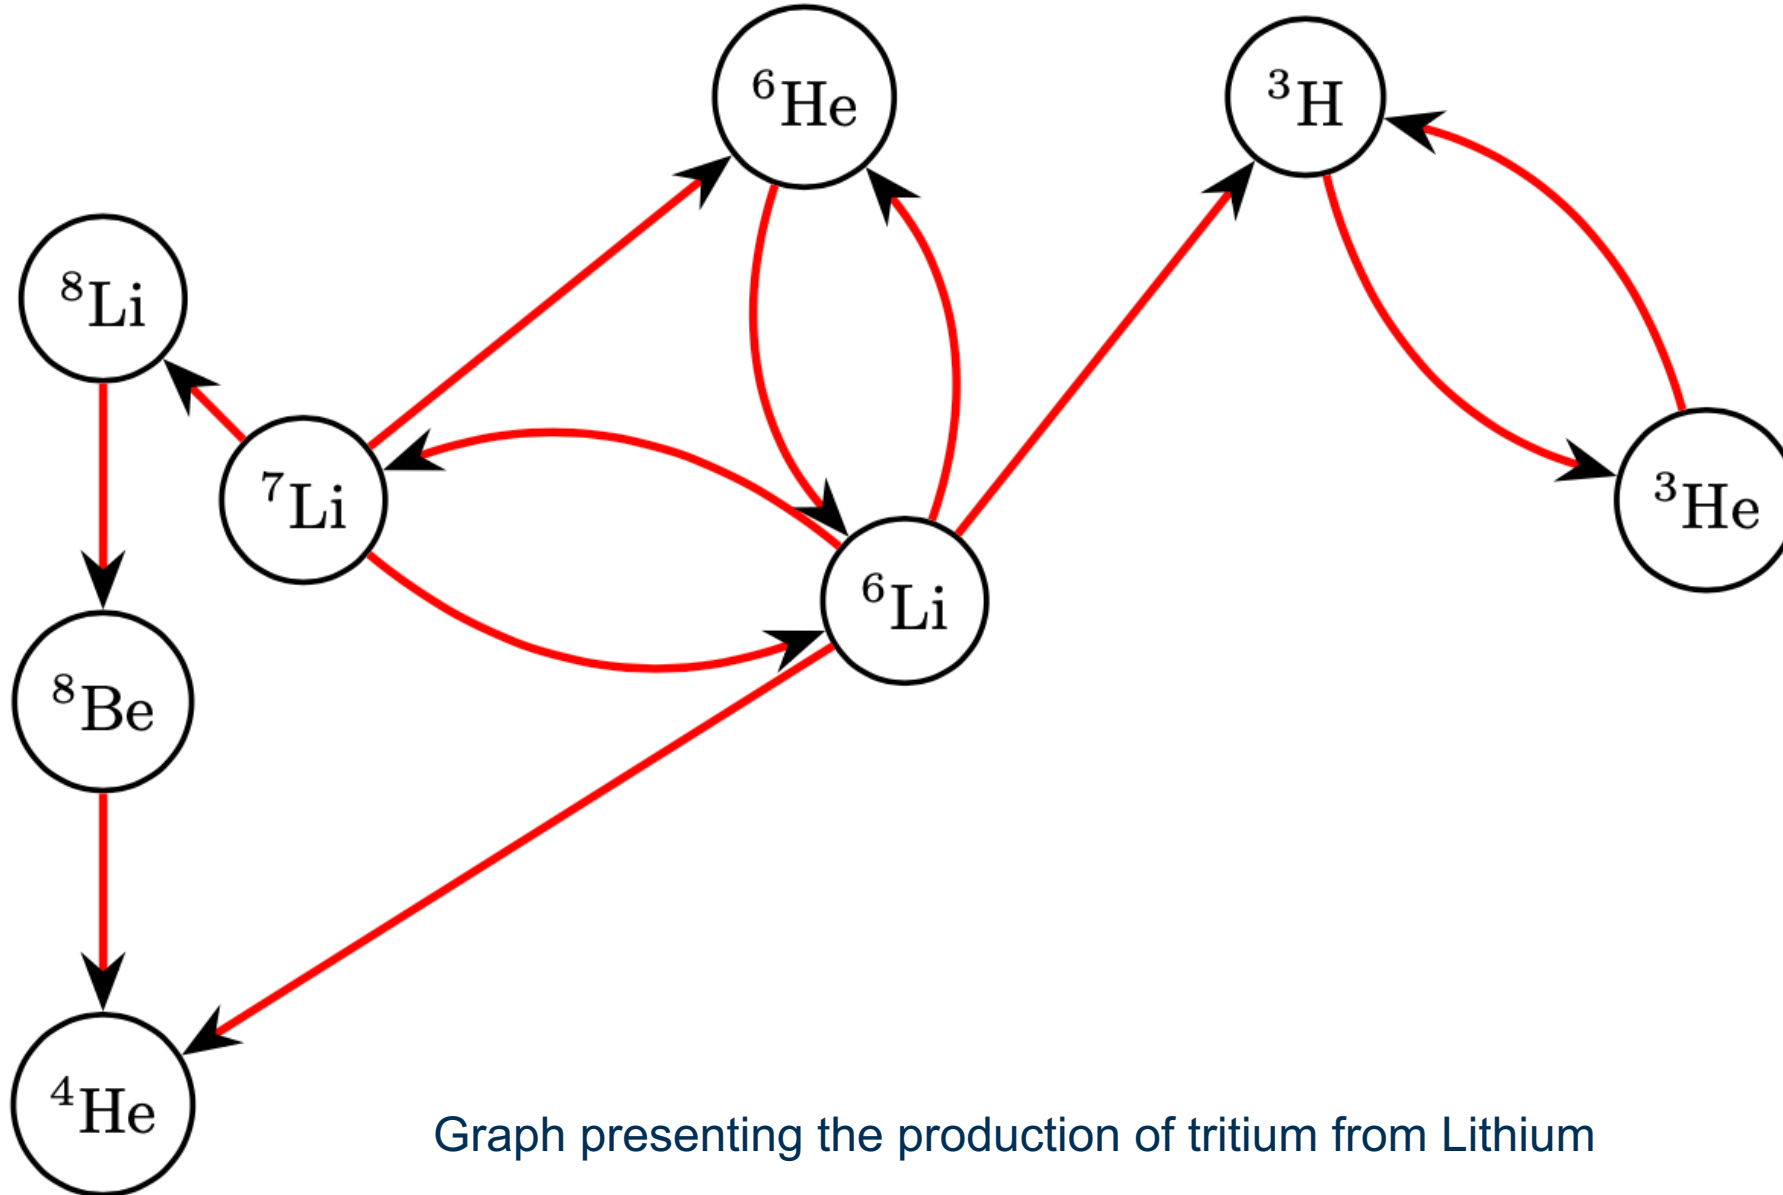 ⁶He
³H
⁸Li
⁷Li
³He
⁶Li
⁸Be
⁴He
Graph presenting the production of tritium from Lithium